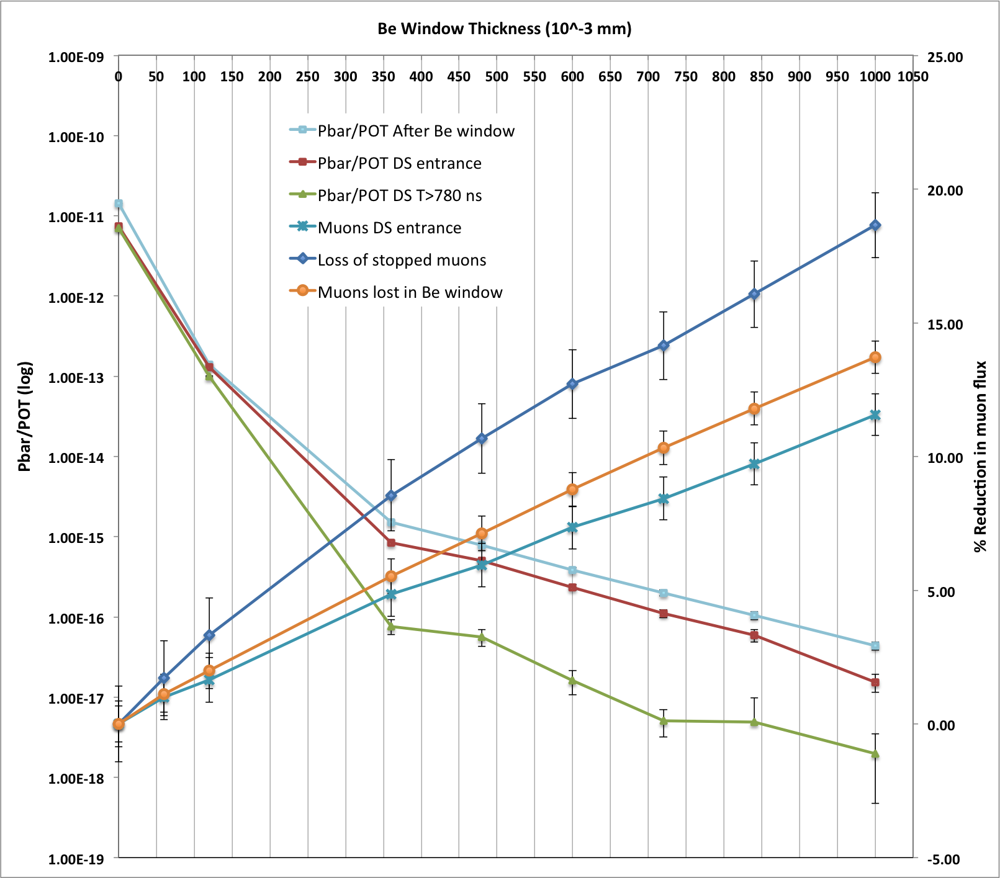 Be Window Thickness (10^-3 mm)
1.00E-09
25.00
0 50 100 150 200 250 300 350 400 450 500 550 600 650 700 750 800 850 900 950 1000 1050
Pbar/POT After Be window
1.00E-10
Pbar/POT DS entrance
Pbar/POT DS T>780 ns
20.00
1.00E-11
Muons DS entrance
Loss of stopped muons
Muons lost in Be window
1.00E-12
15.00
1.00E-13
Pbar/POT (log)
% Reduction in muon flux
1.00E-14
10.00
1.00E-15
5.00
1.00E-16
1.00E-17
0.00
1.00E-18
1.00E-19
-5.00